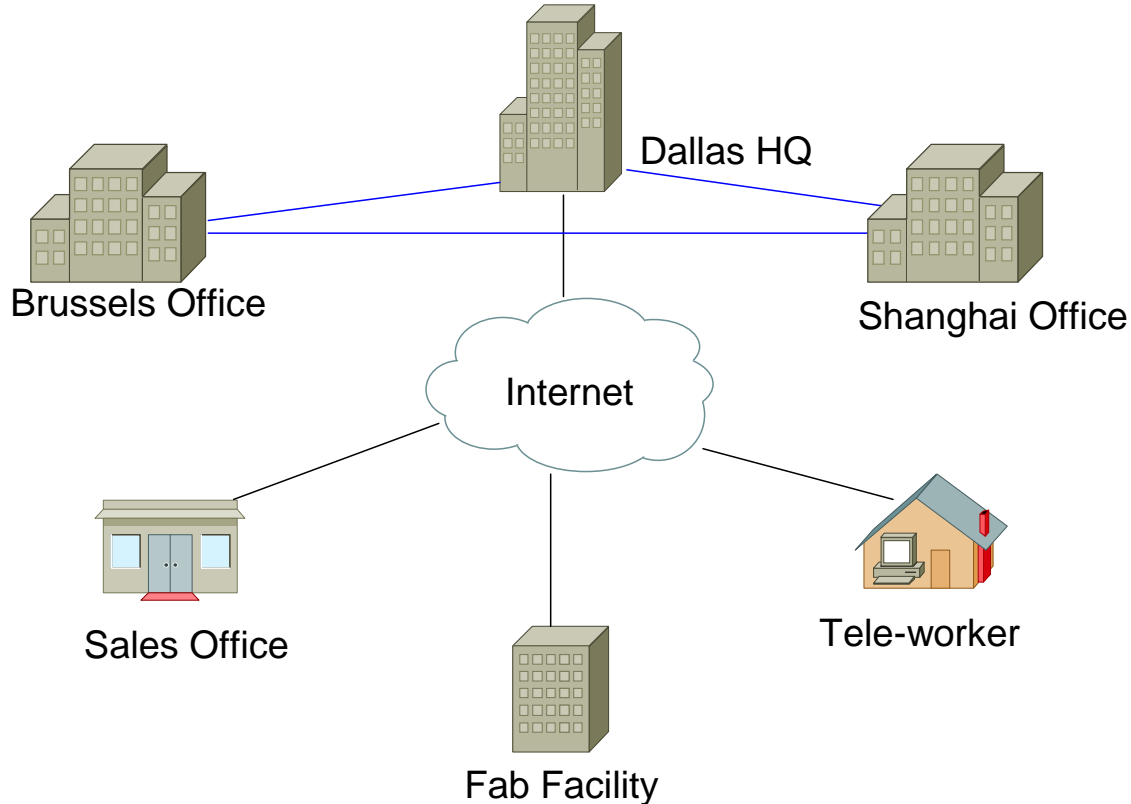 Dallas HQ
Brussels Office
Shanghai Office
Internet
Sales Office
Tele-worker
Fab Facility